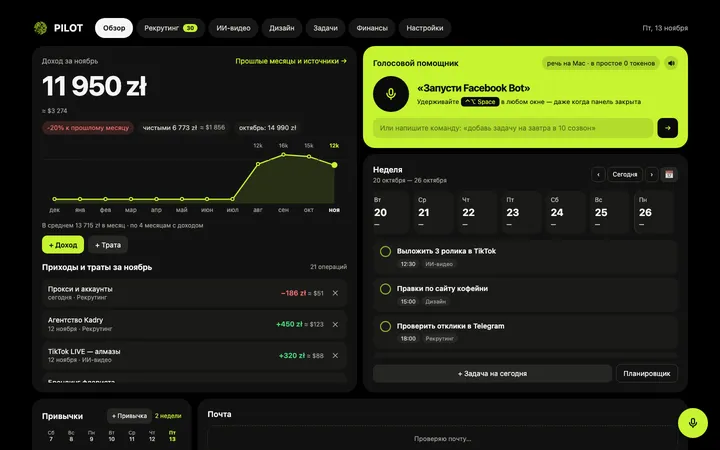 PILOT
Обзор
Рекрутинг 30
ИИ-видео
Дизайн
Задачи
Финансы
Настройки
Пт, 13 ноября
Доход за ноябрь
Прошлые месяцы и источники →
11 950 zł
≈ $3 274
-20% к прошлому месяцу
чистыми 6 773 zł ≈ $1 856
октябрь: 14 990 zł
12k 16k 15k 12k
дек янв фев мар апр май июн июл авг сен окт ноя
В среднем 13 715 zł в месяц · по 4 месяцам с доходом
+ Доход
+ Трата
Приходы и траты за ноябрь
21 операций
Прокси и аккаунты
сегодня · Рекрутинг
−186 zł ≈ $51 ×
Агентство Kadry
12 ноября · Рекрутинг
+450 zł ≈ $123 ×
TikTok LIVE — алмазы
12 ноября · ИИ-видео
+320 zł ≈ $88 ×
Голосовой помощник
речь на Mac · в простое 0 токенов
«Запусти Facebook Bot»
Удерживайте ^⌥ Space в любом окне — даже когда панель закрыта
Или напишите команду: «добавь задачу на завтра в 10 созвон»
→
Неделя
20 октября — 26 октября
‹ Сегодня ›
Вт Ср Чт Пт Сб Вс Пн
20 21 22 23 24 25 26
– – – – – – –
Выложить 3 ролика в TikTok
12:30 ИИ-видео
Правки по сайту кофейни
15:00 Дизайн
Проверить отклики в Telegram
18:00 Рекрутинг
+ Задача на сегодня
Планировщик
Привычки
+ Привычка
2 недели
Сб Вс Пн Вт Ср Чт Пт
7 8 9 10 11 12 13
Почта
Проверяю почту...